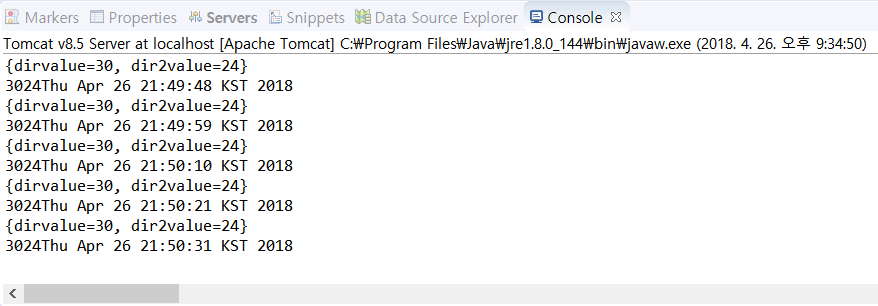 Markers Properties Servers Snippets Data Source Explorer Console
Tomcat v8.5 Server at localhost [Apache Tomcat] C:₩Program Files₩Java₩jre1.8.0_144₩bin₩javaw.exe (2018. 4. 26. 오후 9:34:50)
{dirvalue=30, dir2value=24}
3024Thu Apr 26 21:49:48 KST 2018
{dirvalue=30, dir2value=24}
3024Thu Apr 26 21:49:59 KST 2018
{dirvalue=30, dir2value=24}
3024Thu Apr 26 21:50:10 KST 2018
{dirvalue=30, dir2value=24}
3024Thu Apr 26 21:50:21 KST 2018
{dirvalue=30, dir2value=24}
3024Thu Apr 26 21:50:31 KST 2018